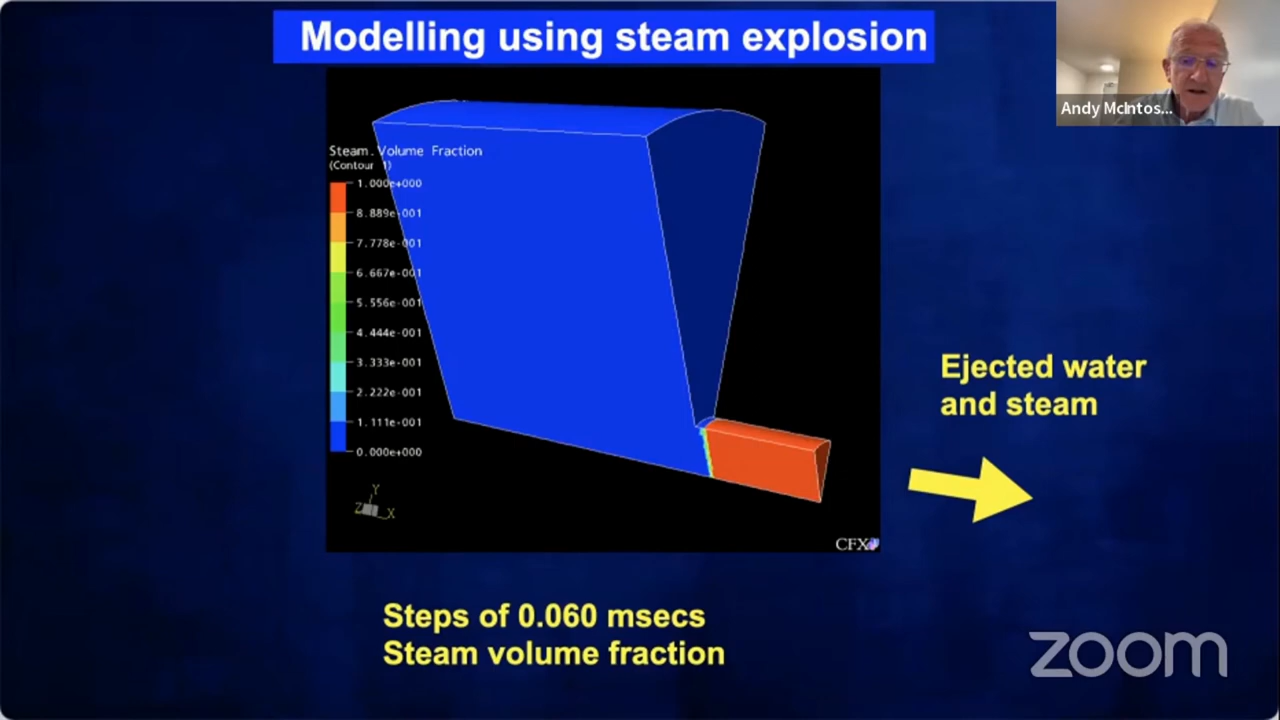 Modelling using steam explosion
Andy McIntos...
Steam.Volume Fraction
(Contour 1)
1.000e+000
8.889e-001
7.778e-001
6.667e-001
5.556e-001
4.444e-001
3.333e-001
2.222e-001
1.111e-001
0.000e+000
Ejected water
and steam
Y
Z
X
CFX
Steps of 0.060 msecs
Steam volume fraction
zoom